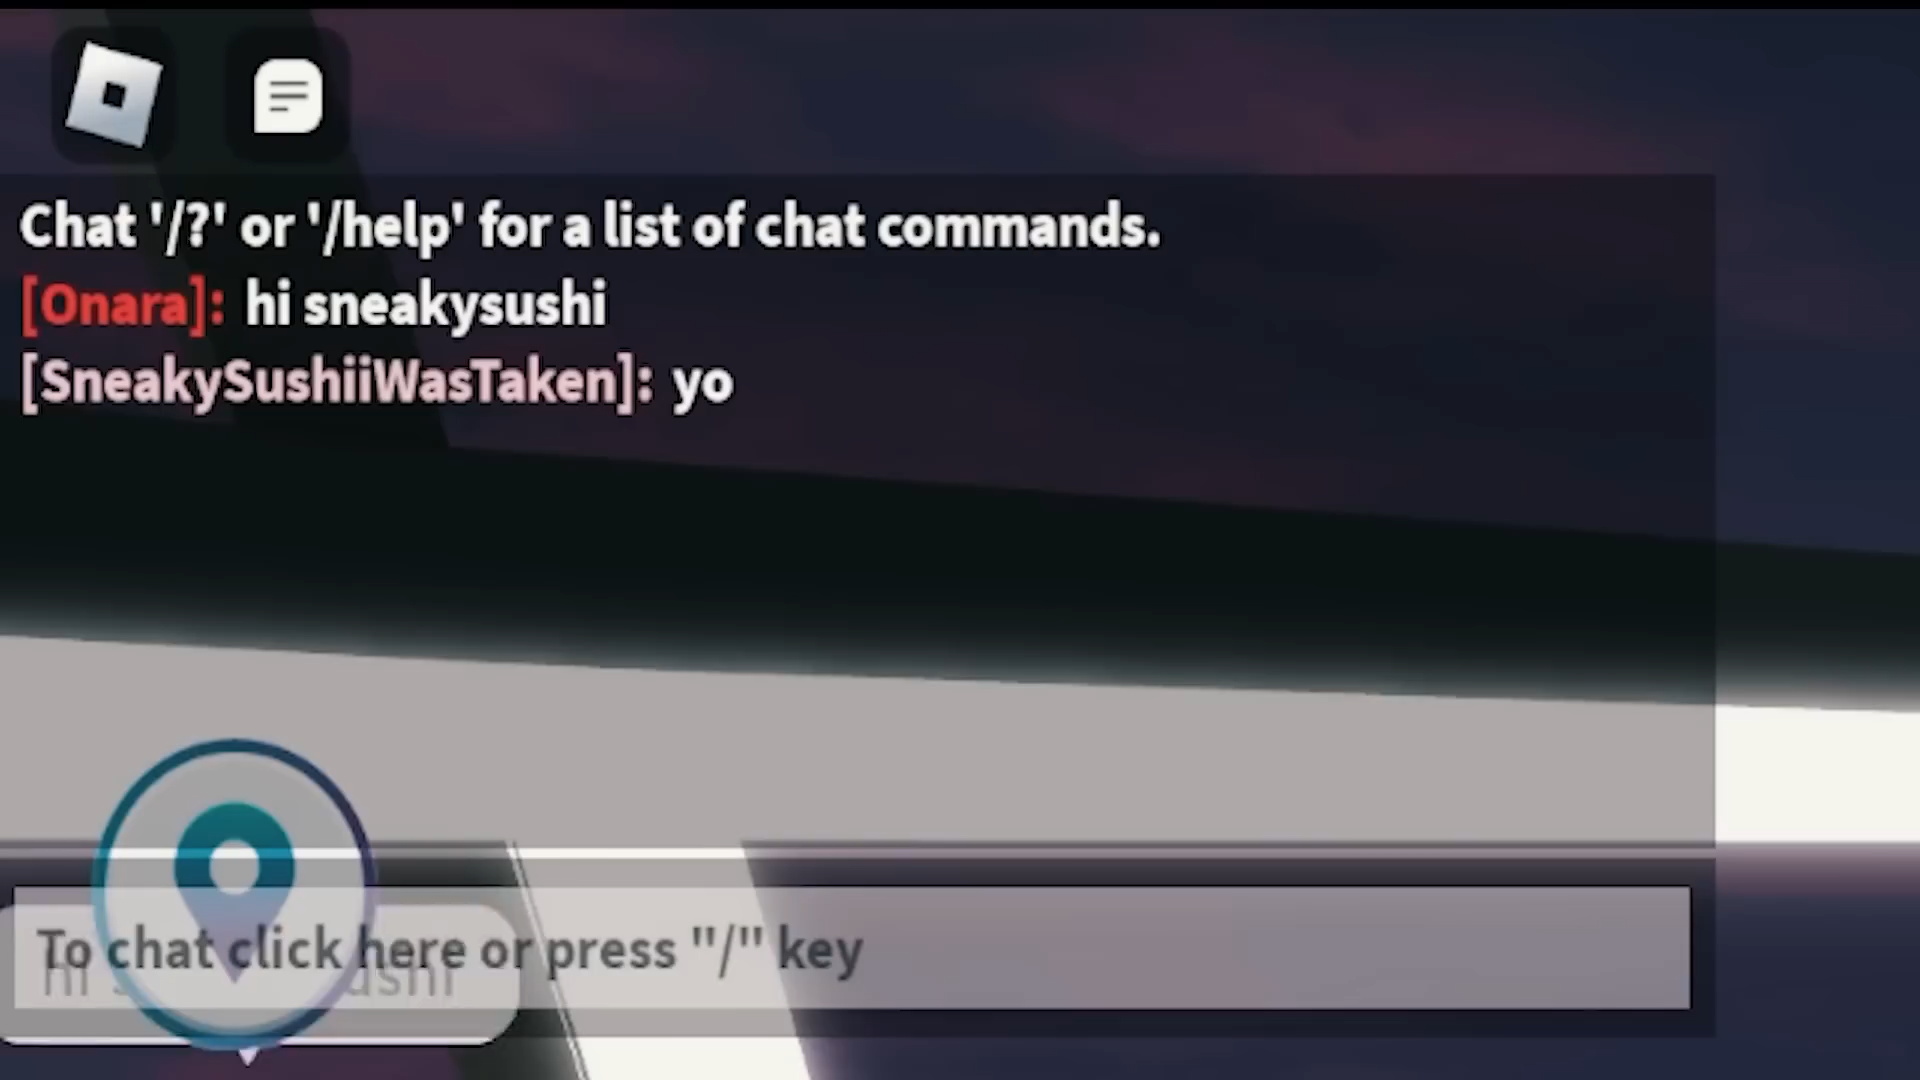 Chat '/?' or '/help' for a list of chat commands.
[Onara]: hi sneakysushi
[SneakySushiiWasTaken]: yo
To chat click here or press "/" key
hi